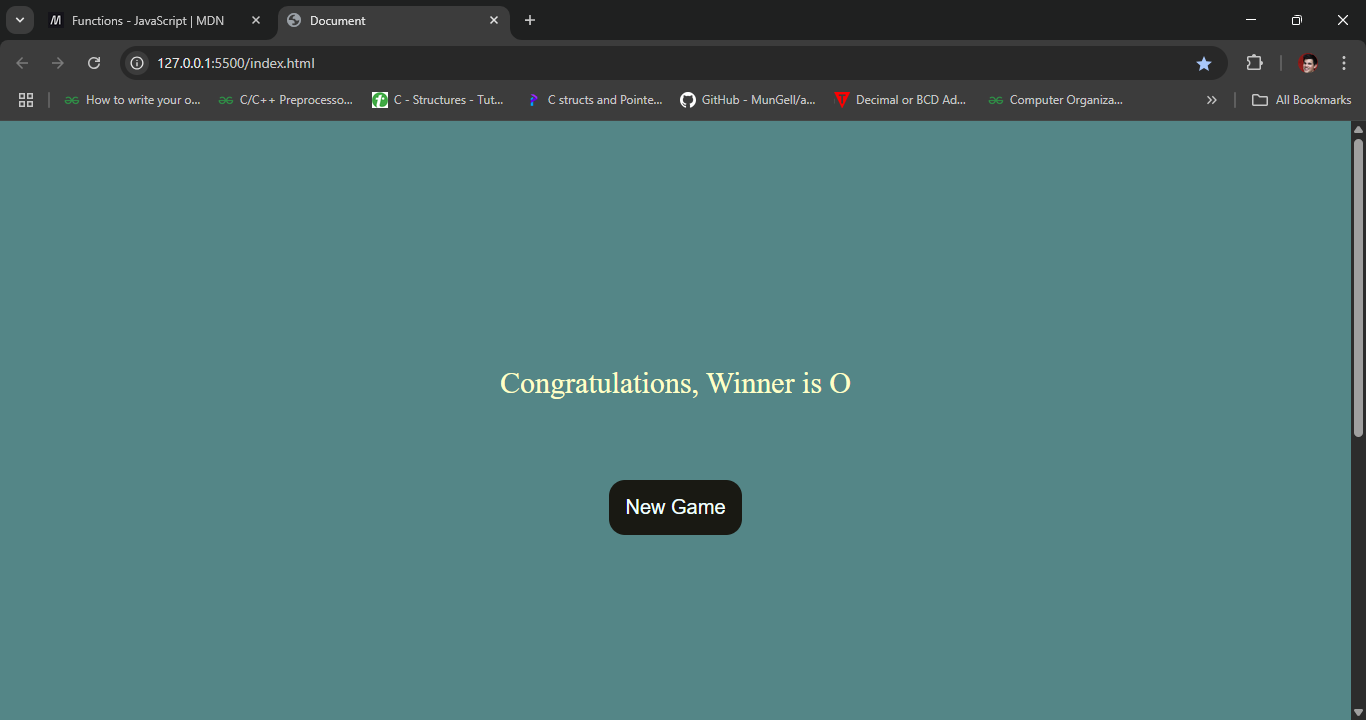 Functions - JavaScript | MDN
Document
127.0.0.1:5500/index.html
How to write your o...
C/C++ Preprocesso...
C - Structures - Tut...
C structs and Pointe...
GitHub - MunGell/a...
Decimal or BCD Ad...
Computer Organiza...
All Bookmarks
Congratulations, Winner is O
New Game